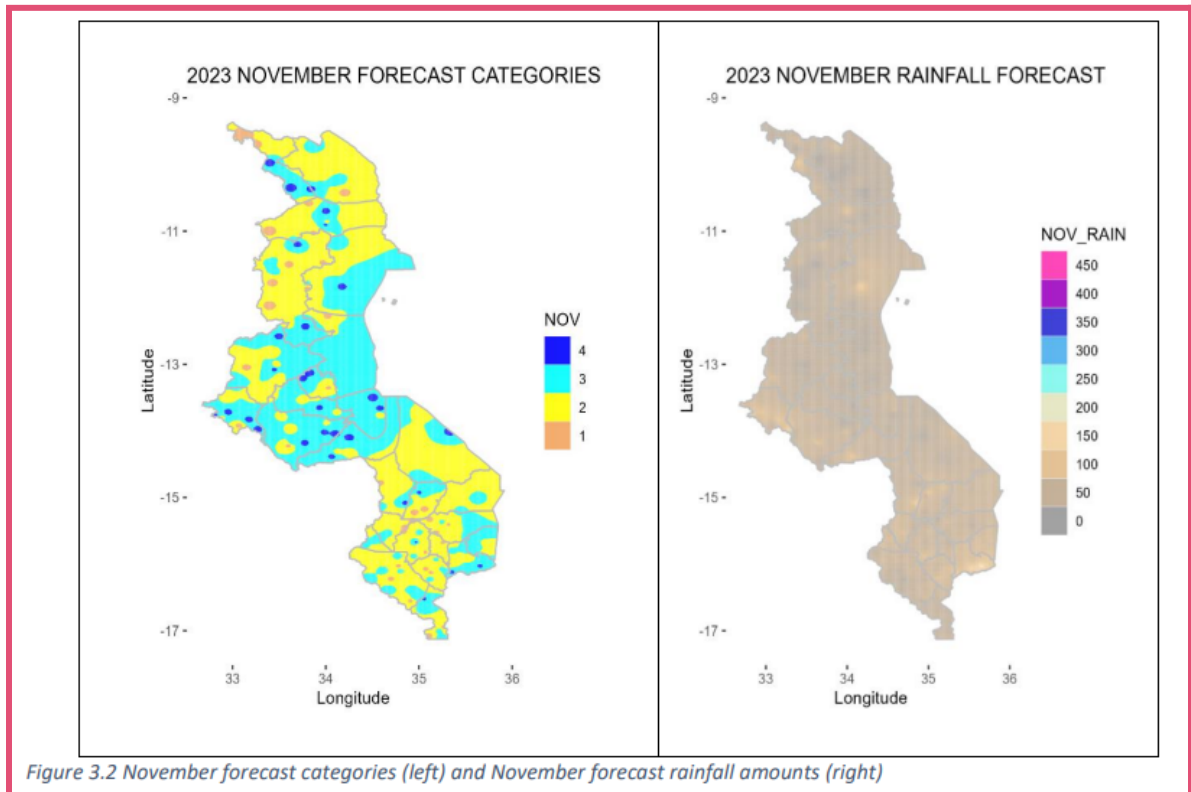 2023 NOVEMBER FORECAST CATEGORIES
-9
-11
-13
-15
-17
Latitude
33 34 35 36
Longitude
NOV
4
3
2
1
2023 NOVEMBER RAINFALL FORECAST
-9
-11
-13
-15
-17
Latitude
33 34 35 36
Longitude
NOV_RAIN
450
400
350
300
250
200
150
100
50
0
Figure 3.2 November forecast categories (left) and November forecast rainfall amounts (right)